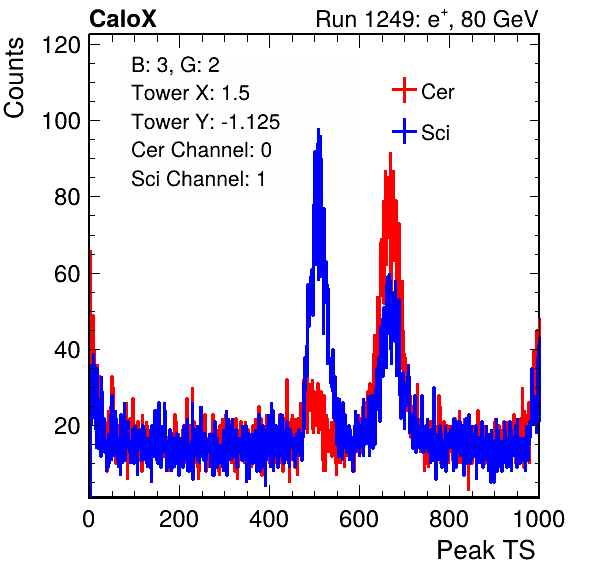 CaloX
Run 1249: e+, 80 GeV
Counts
B: 3, G: 2
Tower X: 1.5
Tower Y: -1.125
Cer Channel: 0
Sci Channel: 1
Cer
Sci
120
100
80
60
40
20
0 200 400 600 800 1000
Peak TS